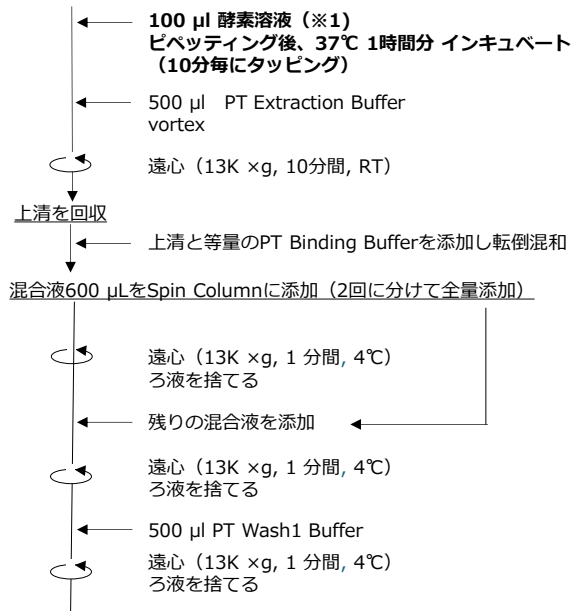 100 µl 酵素溶液（※1）
ピペッティング後、37℃ 1時間分 インキュベート
（10分毎にタッピング）
500 µl PT Extraction Buffer
vortex
遠心（13K ×g, 10分間, RT）
上清を回収
上清と等量のPT Binding Bufferを添加し転倒混和
混合液600 µLをSpin Columnに添加（2回に分けて全量添加）
遠心（13K ×g, 1 分間, 4℃）
ろ液を捨てる
残りの混合液を添加
遠心（13K ×g, 1 分間, 4℃）
ろ液を捨てる
500 µl PT Wash1 Buffer
遠心（13K ×g, 1 分間, 4℃）
ろ液を捨てる